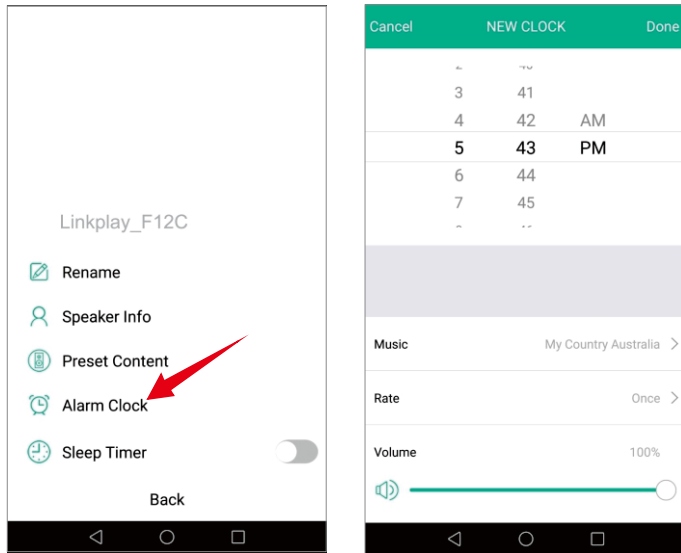 Linkplay_F12C
Rename
Speaker Info
Preset Content
Alarm Clock
Sleep Timer
Back
Cancel NEW CLOCK Done
3 41
4 42 AM
5 43 PM
6 44
7 45
Music My Country Australia
Rate Once
Volume 100%